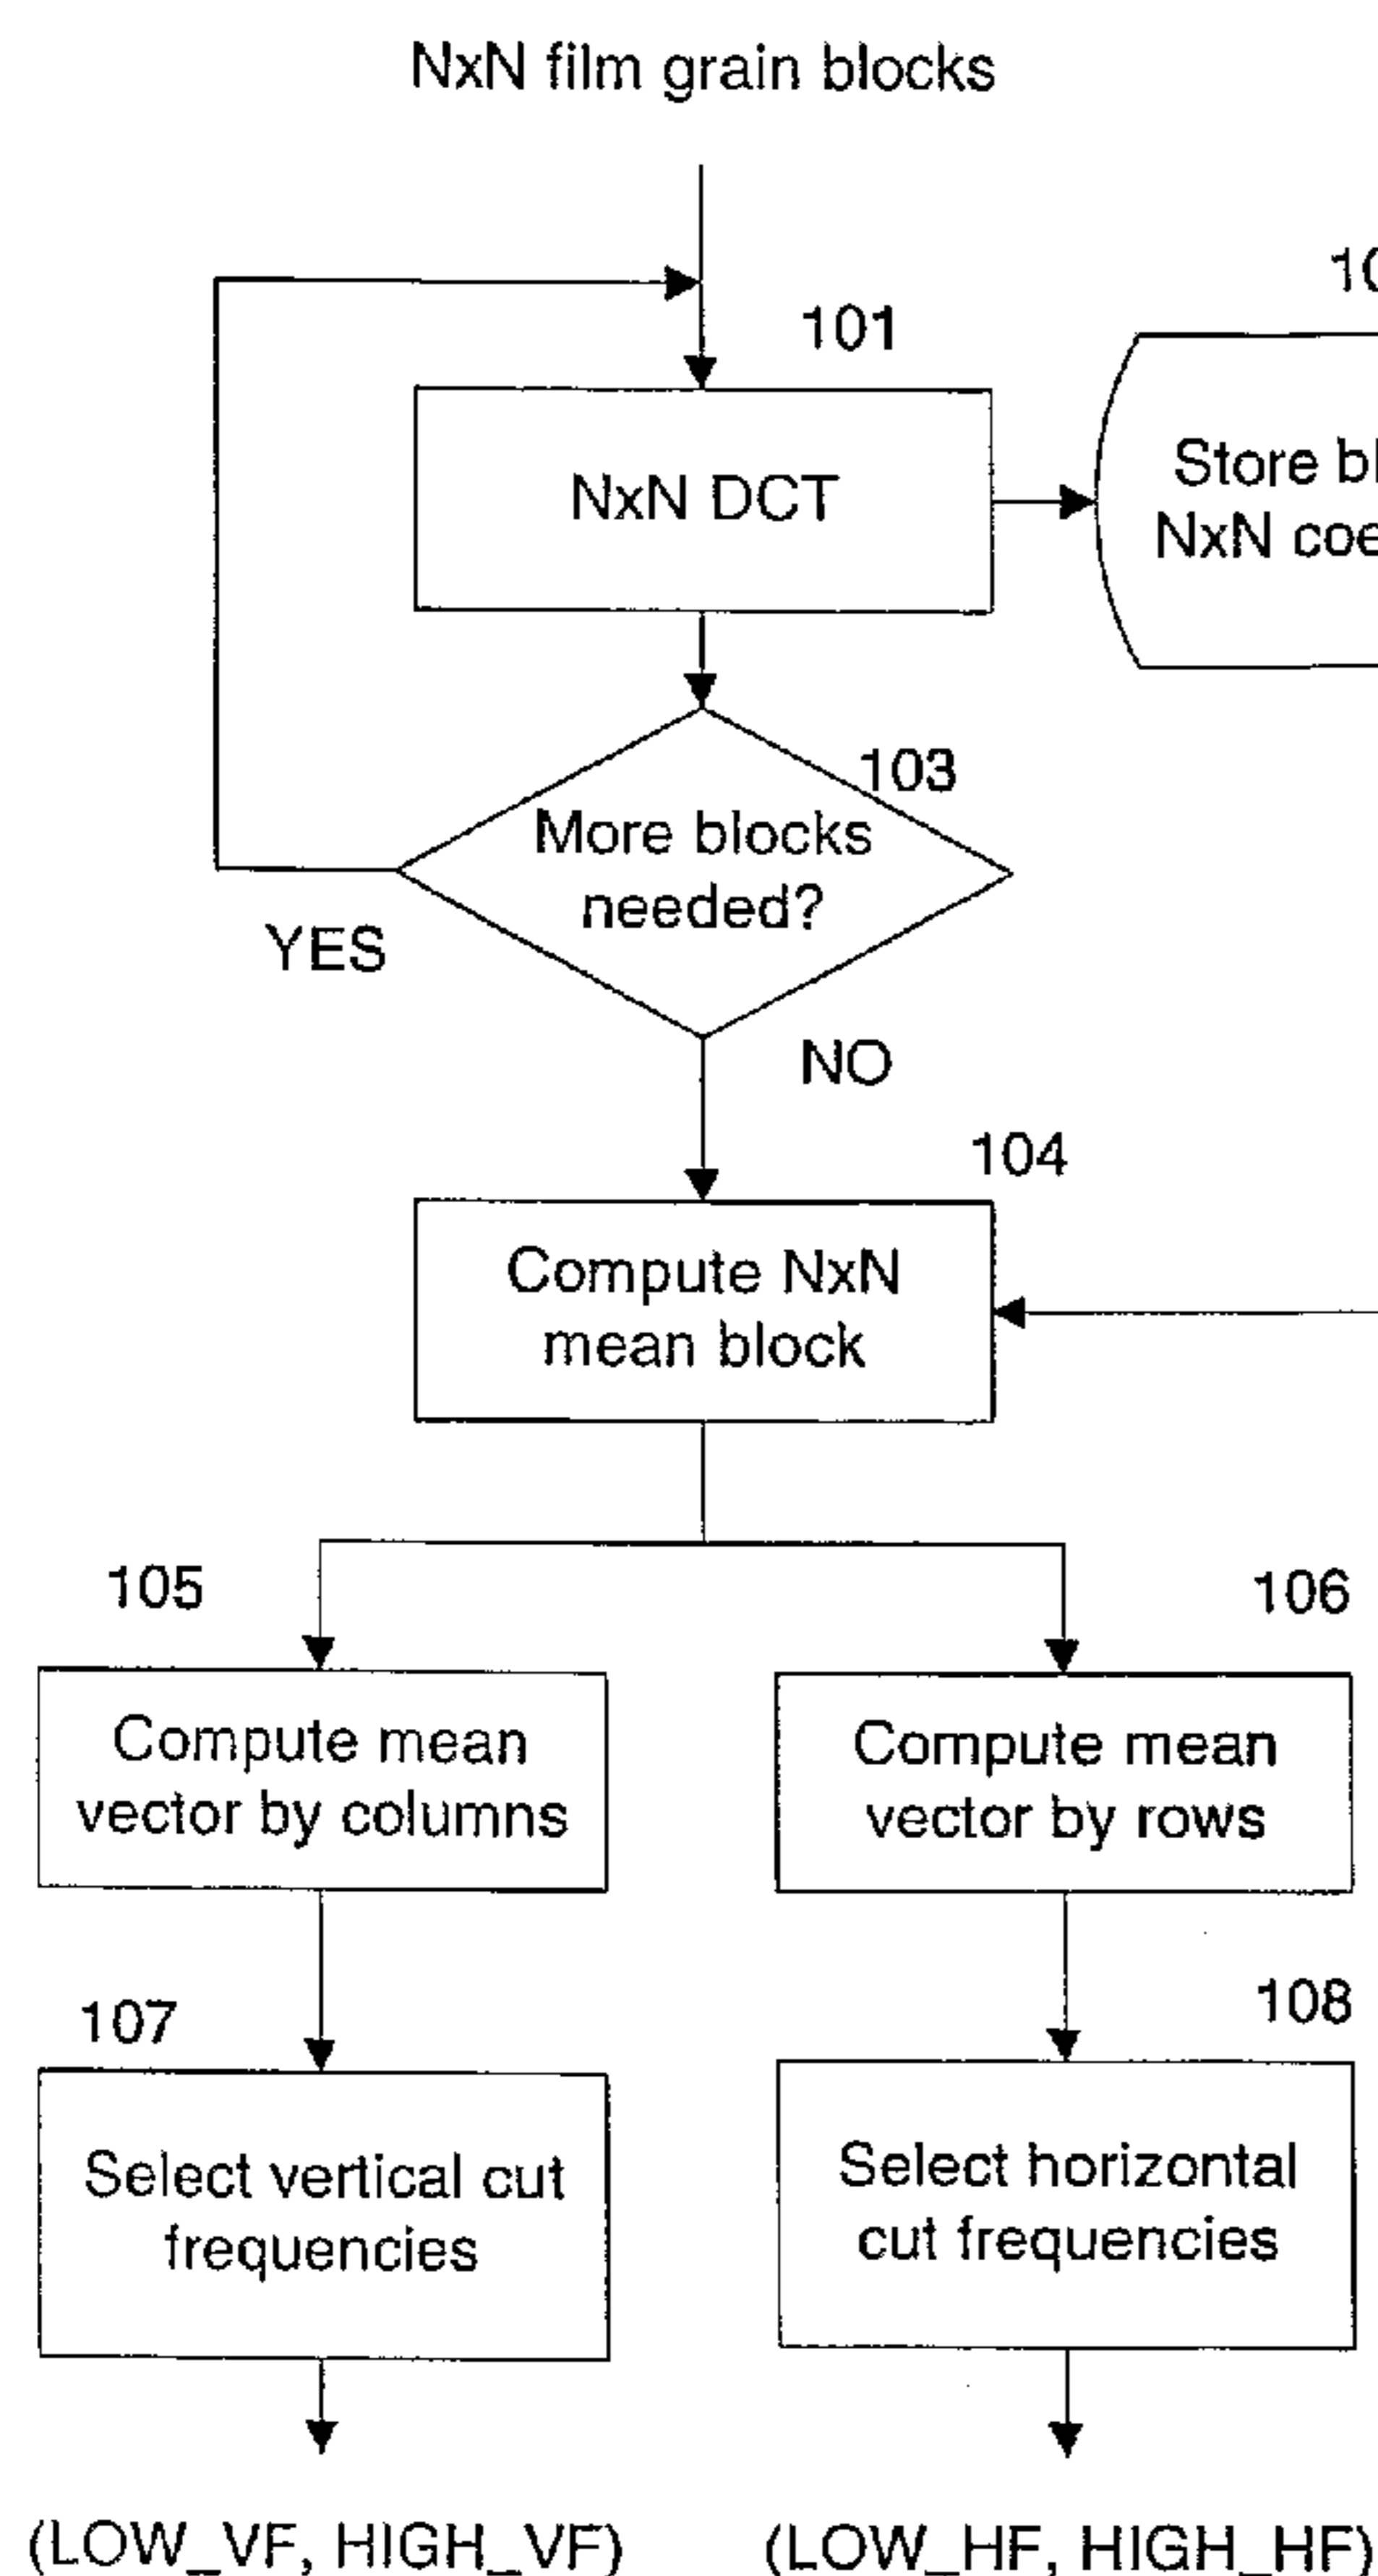 NxN film grain blocks
101
NxN DCT
Store
NxN
103
More blocks
needed?
YES
NO
104
Compute NxN
mean block
105
106
Compute mean
vector by columns
Compute mean
vector by rows
107
108
Select vertical cut
frequencies
Select horizontal
cut frequencies
(LOW_VF, HIGH_VF)
(LOW_HF, HIGH_HF)